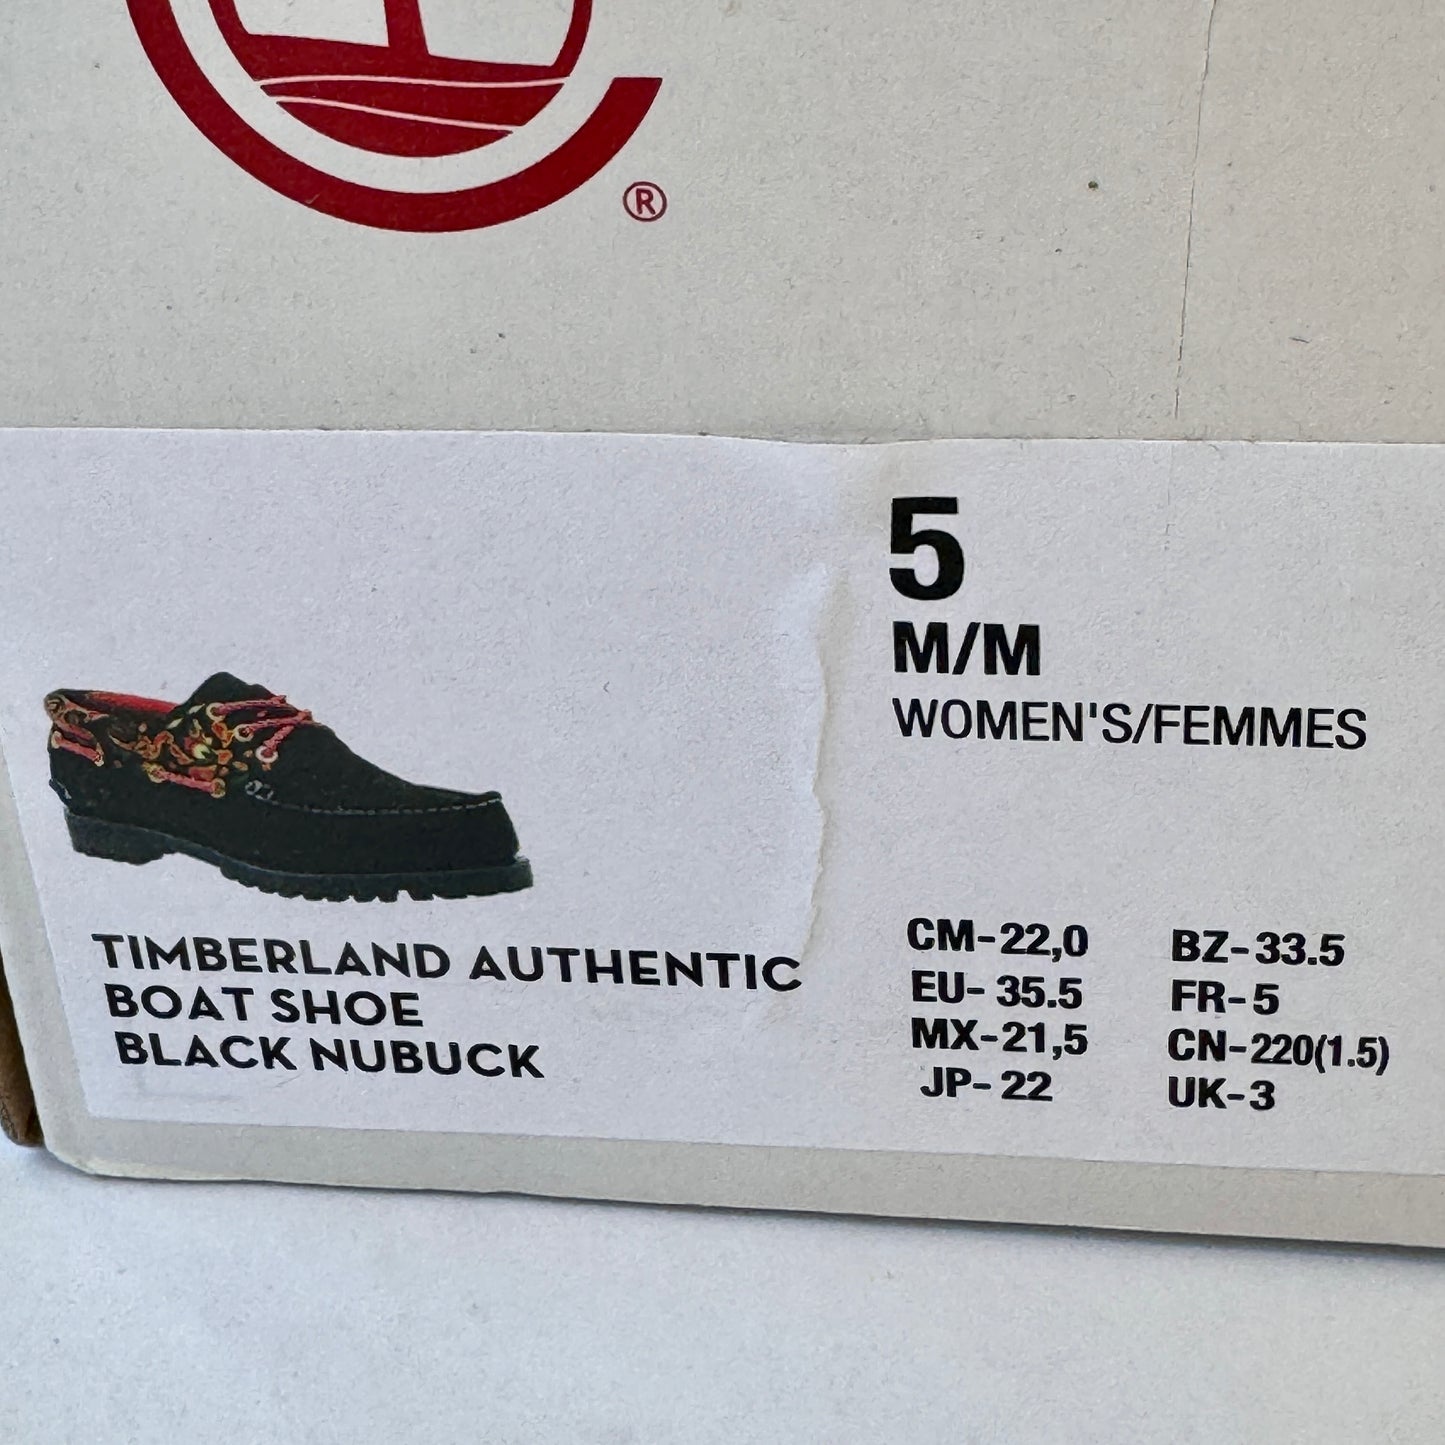 ®
5
M/M
WOMEN'S/FEMMES
TIMBERLAND AUTHENTIC
BOAT SHOE
BLACK NUBUCK
CM-22,0 BZ-33.5
EU- 35.5 FR-5
MX-21,5 CN-220(1.5)
JP- 22 UK-3